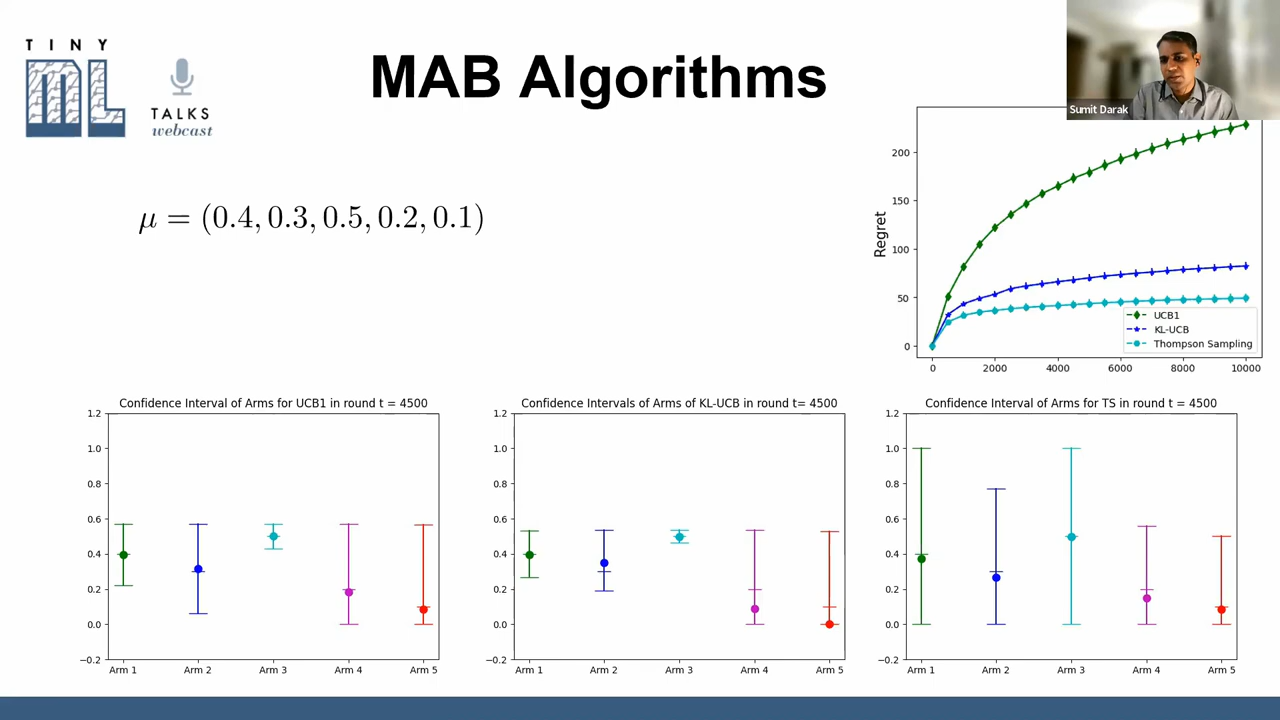 TINY
ML
TALKS
webcast
MAB Algorithms
Sumit Darak
μ = (0.4, 0.3, 0.5, 0.2, 0.1)
Regret
200
150
100
50
0
0 2000 4000 6000 8000 10000
UCB1
KL-UCB
Thompson Sampling
Confidence Interval of Arms for UCB1 in round t = 4500
1.2
1.0
0.8
0.6
0.4
0.2
0.0
−0.2
Arm 1 Arm 2 Arm 3 Arm 4 Arm 5
Confidence Intervals of Arms of KL-UCB in round t= 4500
1.2
1.0
0.8
0.6
0.4
0.2
0.0
−0.2
Arm 1 Arm 2 Arm 3 Arm 4 Arm 5
Confidence Interval of Arms for TS in round t = 4500
1.2
1.0
0.8
0.6
0.4
0.2
0.0
−0.2
Arm 1 Arm 2 Arm 3 Arm 4 Arm 5